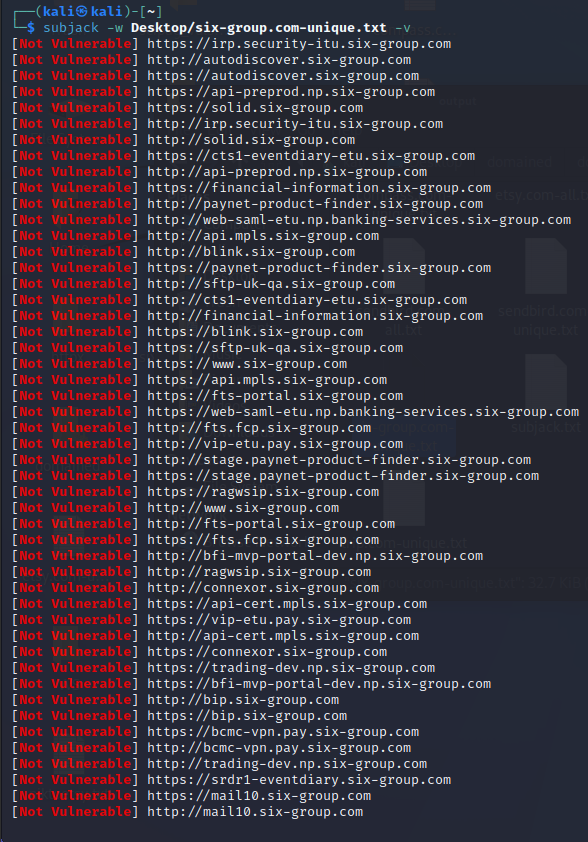 ┌──(kali㉿kali)-[~]
└─$ subjack -w Desktop/six-group.com-unique.txt -v
[Not Vulnerable] https://irp.security-itu.six-group.com
[Not Vulnerable] http://autodiscover.six-group.com
[Not Vulnerable] https://autodiscover.six-group.com
[Not Vulnerable] https://api-preprod.np.six-group.com
[Not Vulnerable] https://solid.six-group.com
[Not Vulnerable] http://irp.security-itu.six-group.com
[Not Vulnerable] http://solid.six-group.com
[Not Vulnerable] https://cts1-eventdiary-etu.six-group.com
[Not Vulnerable] http://api-preprod.np.six-group.com
[Not Vulnerable] https://financial-information.six-group.com
[Not Vulnerable] http://paynet-product-finder.six-group.com
[Not Vulnerable] http://web-saml-etu.np.banking-services.six-group.com
[Not Vulnerable] http://api.mpls.six-group.com
[Not Vulnerable] http://blink.six-group.com
[Not Vulnerable] https://paynet-product-finder.six-group.com
[Not Vulnerable] http://sftp-uk-qa.six-group.com
[Not Vulnerable] http://cts1-eventdiary-etu.six-group.com
[Not Vulnerable] http://financial-information.six-group.com
[Not Vulnerable] https://blink.six-group.com
[Not Vulnerable] https://sftp-uk-qa.six-group.com
[Not Vulnerable] https://www.six-group.com
[Not Vulnerable] https://api.mpls.six-group.com
[Not Vulnerable] https://fts-portal.six-group.com
[Not Vulnerable] https://web-saml-etu.np.banking-services.six-group.com
[Not Vulnerable] http://fts.fcp.six-group.com
[Not Vulnerable] http://vip-etu.pay.six-group.com
[Not Vulnerable] http://stage.paynet-product-finder.six-group.com
[Not Vulnerable] https://stage.paynet-product-finder.six-group.com
[Not Vulnerable] https://ragwsip.six-group.com
[Not Vulnerable] http://www.six-group.com
[Not Vulnerable] http://fts-portal.six-group.com
[Not Vulnerable] https://fts.fcp.six-group.com
[Not Vulnerable] http://bfi-mvp-portal-dev.np.six-group.com
[Not Vulnerable] http://ragwsip.six-group.com
[Not Vulnerable] http://connexor.six-group.com
[Not Vulnerable] https://api-cert.mpls.six-group.com
[Not Vulnerable] https://vip-etu.pay.six-group.com
[Not Vulnerable] http://api-cert.mpls.six-group.com
[Not Vulnerable] https://connexor.six-group.com
[Not Vulnerable] https://trading-dev.np.six-group.com
[Not Vulnerable] https://bfi-mvp-portal-dev.np.six-group.com
[Not Vulnerable] http://bip.six-group.com
[Not Vulnerable] https://bip.six-group.com
[Not Vulnerable] https://bcmc-vpn.pay.six-group.com
[Not Vulnerable] http://bcmc-vpn.pay.six-group.com
[Not Vulnerable] http://trading-dev.np.six-group.com
[Not Vulnerable] https://srdr1-eventdiary.six-group.com
[Not Vulnerable] https://mail10.six-group.com
[Not Vulnerable] http://mail10.six-group.com